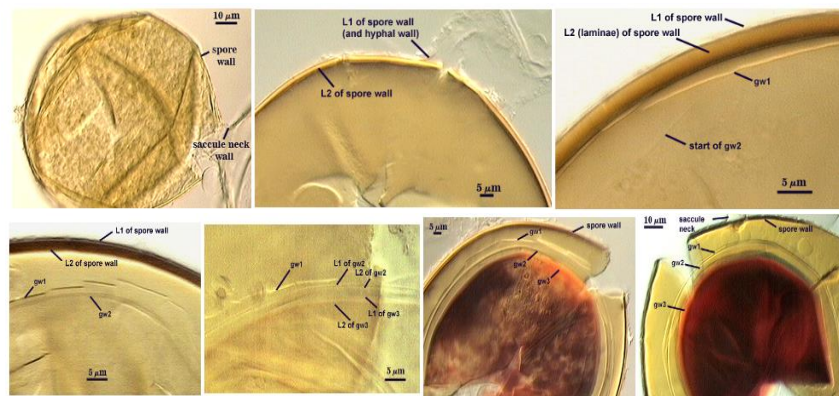 10 μm
spore
wall
saccule neck
wall
L1 of spore wall
(and hyphal wall)
L2 of spore wall
5 μm
L1 of spore wall
L2 (laminae) of spore wall
gw1
start of gw2
5 μm
L1 of spore wall
L2 of spore wall
gw1
gw2
5 μm
gw1
L1 of gw2
L2 of gw2
L1 of gw3
L2 of gw3
5 μm
5 μm
gw1
spore wall
gw2
gw3
10 μm
saccule
neck
spore wall
gw1
gw2
gw3